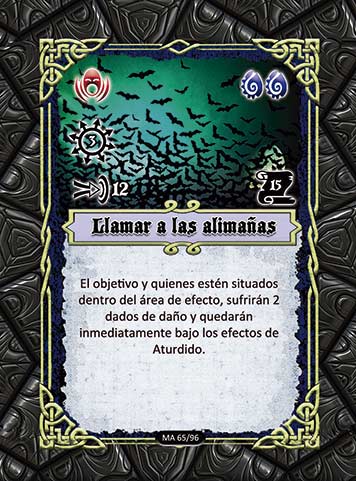 3
12
15
Llamar a las alimañas
El objetivo y quienes estén situados
dentro del área de efecto, sufrirán 2
dados de daño y quedarán
inmediatamente bajo los efectos de
Aturdido.
MA 65/96